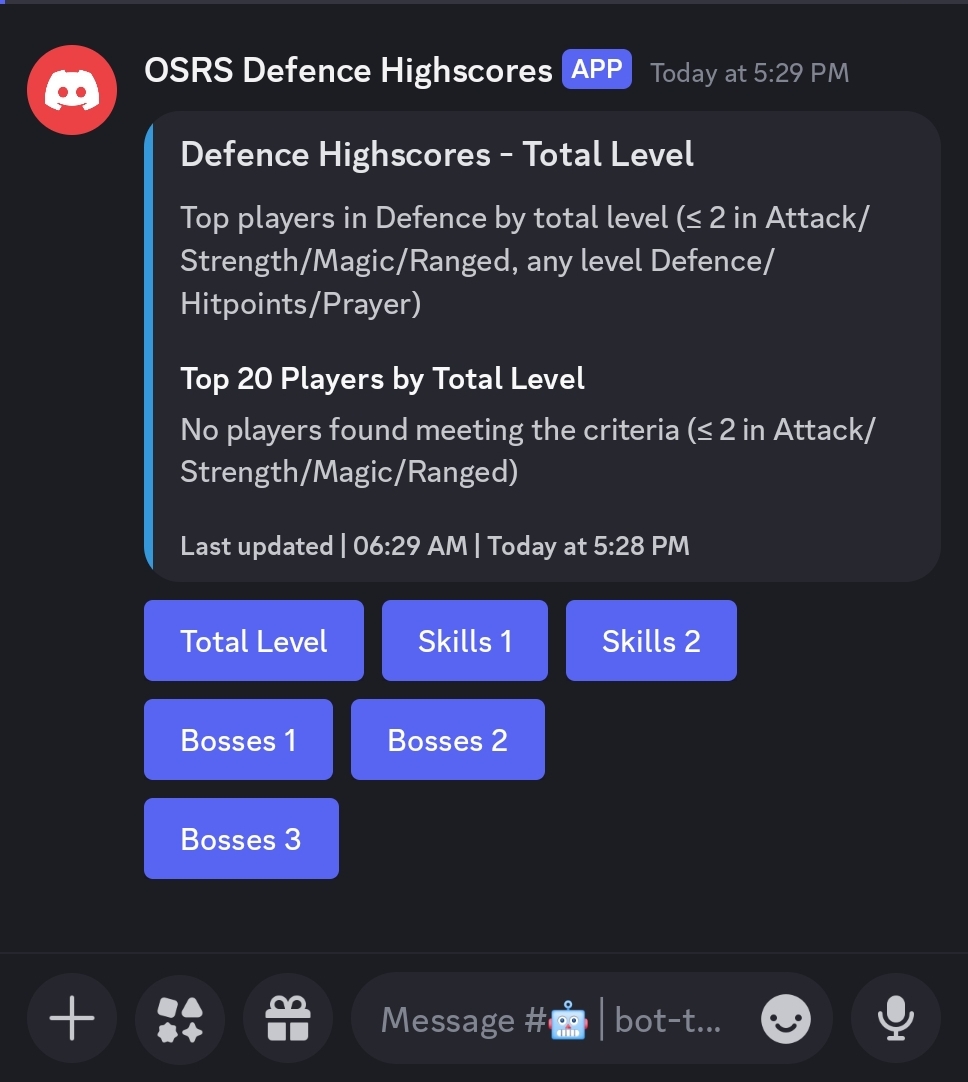 OSRS Defence Highscores APP Today at 5:29 PM
Defence Highscores - Total Level
Top players in Defence by total level (≤ 2 in Attack/
Strength/Magic/Ranged, any level Defence/
Hitpoints/Prayer)
Top 20 Players by Total Level
No players found meeting the criteria (≤ 2 in Attack/
Strength/Magic/Ranged)
Last updated | 06:29 AM | Today at 5:28 PM
Total Level Skills 1 Skills 2
Bosses 1 Bosses 2
Bosses 3
Message #🤖 | bot-t...